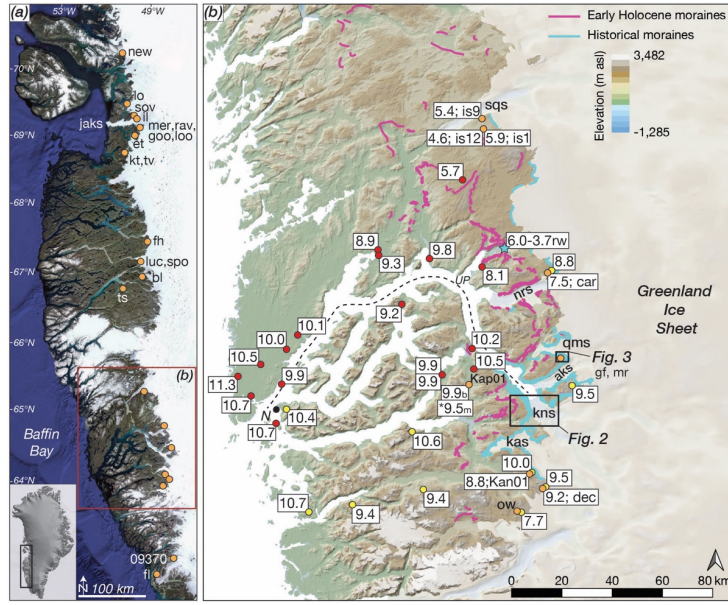 (a)
53°W
49°W
new
70°N
lo
sov
il
jaks
mer,rav,
goo,loo
69°N
et
kt,tv
68°N
fh
67°N
luc,spo
*bl
ts
(b)
65°N
Baffin
Bay
64°N
09370
fl
N
100 km
(b)
Early Holocene moraines
Historical moraines
3,482
Elevation (m asl)
-1,285
sqs
5.4; is9
4.6; is12
5.9; is1
5.7
6.0-3.7rw
8.9
9.8
9.3
8.1
8.8
7.5; car
UP
nrs
9.2
Greenland
Ice
Sheet
10.1
10.0
10.2
qms
10.5
10.5
Fig. 3
9.9
aks
gf, mr
11.3
9.9
9.9
Kap01
10.7
9.9b
9.5
*9.5m
N
10.4
kns
10.7
10.6
Fig. 2
kas
10.0
9.5
8.8;Kan01
9.4
9.2; dec
10.7
9.4
ow
7.7
0 20 40 60 80 km